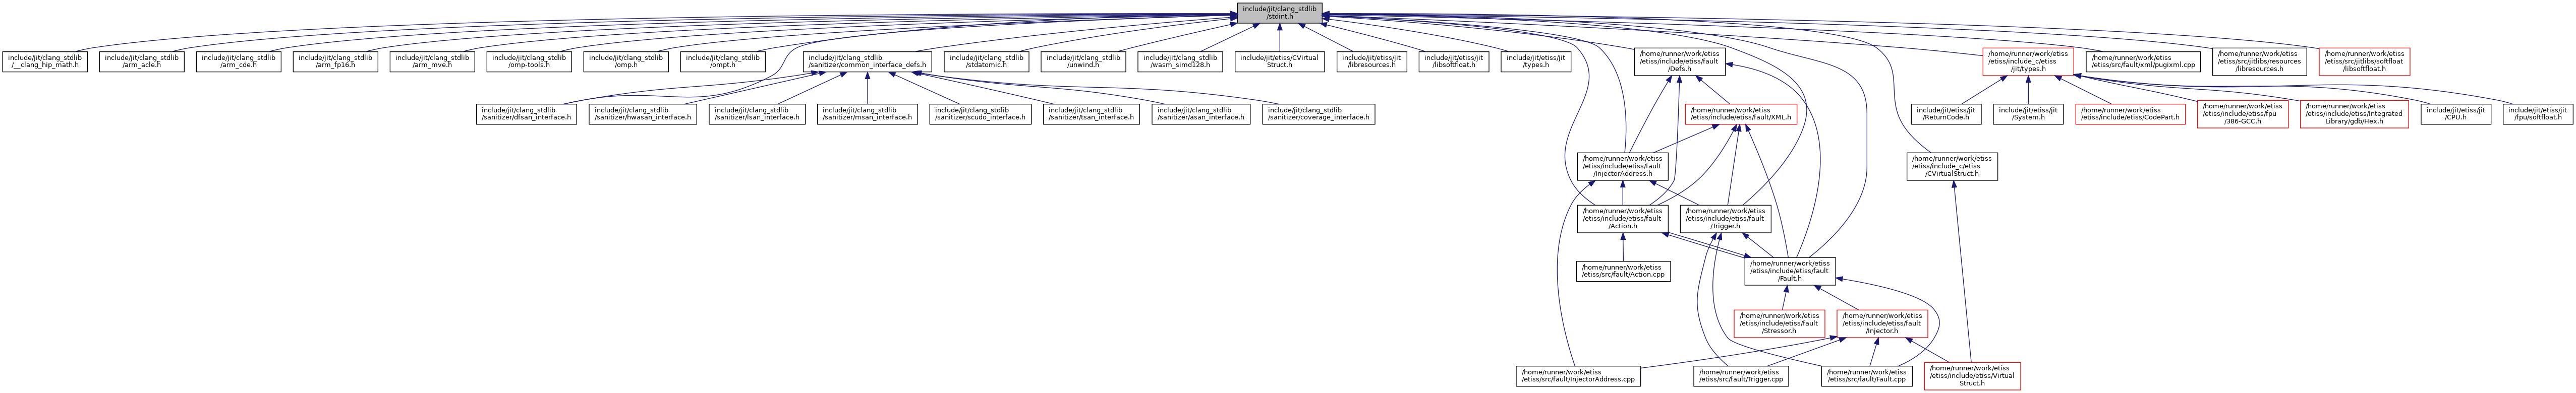 include/jit/clang_stdlib
/stdint.h
include/jit/clang_stdlib
/__clang_hip_math.h
include/jit/clang_stdlib
/arm_acle.h
include/jit/clang_stdlib
/arm_cde.h
include/jit/clang_stdlib
/arm_fp16.h
include/jit/clang_stdlib
/arm_mve.h
include/jit/clang_stdlib
/omp-tools.h
include/jit/clang_stdlib
/omp.h
include/jit/clang_stdlib
/ompt.h
include/jit/clang_stdlib
/sanitizer/common_interface_defs.h
include/jit/clang_stdlib
/stdatomic.h
include/jit/clang_stdlib
/unwind.h
include/jit/clang_stdlib
/wasm_simd128.h
include/jit/etiss/CVirtual
Struct.h
include/jit/etiss/jit
/libresources.h
include/jit/etiss/jit
/libsoftfloat.h
include/jit/etiss/jit
/types.h
/home/runner/work/etiss
/etiss/include/etiss/fault
/Defs.h
/home/runner/work/etiss
/etiss/include_c/etiss
/jit/types.h
/home/runner/work/etiss
/etiss/src/fault/xml/pugixml.cpp
/home/runner/work/etiss
/etiss/src/jitlibs/resources
/libresources.h
/home/runner/work/etiss
/etiss/src/jitlibs/softfloat
/libsoftfloat.h
include/jit/clang_stdlib
/sanitizer/dfsan_interface.h
include/jit/clang_stdlib
/sanitizer/hwasan_interface.h
include/jit/clang_stdlib
/sanitizer/lsan_interface.h
include/jit/clang_stdlib
/sanitizer/msan_interface.h
include/jit/clang_stdlib
/sanitizer/scudo_interface.h
include/jit/clang_stdlib
/sanitizer/tsan_interface.h
include/jit/clang_stdlib
/sanitizer/asan_interface.h
include/jit/clang_stdlib
/sanitizer/coverage_interface.h
/home/runner/work/etiss
/etiss/include/etiss/fault/XML.h
include/jit/etiss/jit
/ReturnCode.h
include/jit/etiss/jit
/System.h
/home/runner/work/etiss
/etiss/include/etiss/CodePart.h
/home/runner/work/etiss
/etiss/include/etiss/fpu
/386-GCC.h
/home/runner/work/etiss
/etiss/include/etiss/Integrated
Library/gdb/Hex.h
include/jit/etiss/jit
/CPU.h
include/jit/etiss/jit
/fpu/softfloat.h
/home/runner/work/etiss
/etiss/include/etiss/fault
/InjectorAddress.h
/home/runner/work/etiss
/etiss/include_c/etiss
/CVirtualStruct.h
/home/runner/work/etiss
/etiss/include/etiss/fault
/Action.h
/home/runner/work/etiss
/etiss/include/etiss/fault
/Trigger.h
/home/runner/work/etiss
/etiss/src/fault/Action.cpp
/home/runner/work/etiss
/etiss/include/etiss/fault
/Fault.h
/home/runner/work/etiss
/etiss/include/etiss/fault
/Stressor.h
/home/runner/work/etiss
/etiss/include/etiss/fault
/Injector.h
/home/runner/work/etiss
/etiss/src/fault/InjectorAddress.cpp
/home/runner/work/etiss
/etiss/src/fault/Trigger.cpp
/home/runner/work/etiss
/etiss/src/fault/Fault.cpp
/home/runner/work/etiss
/etiss/include/etiss/Virtual
Struct.h